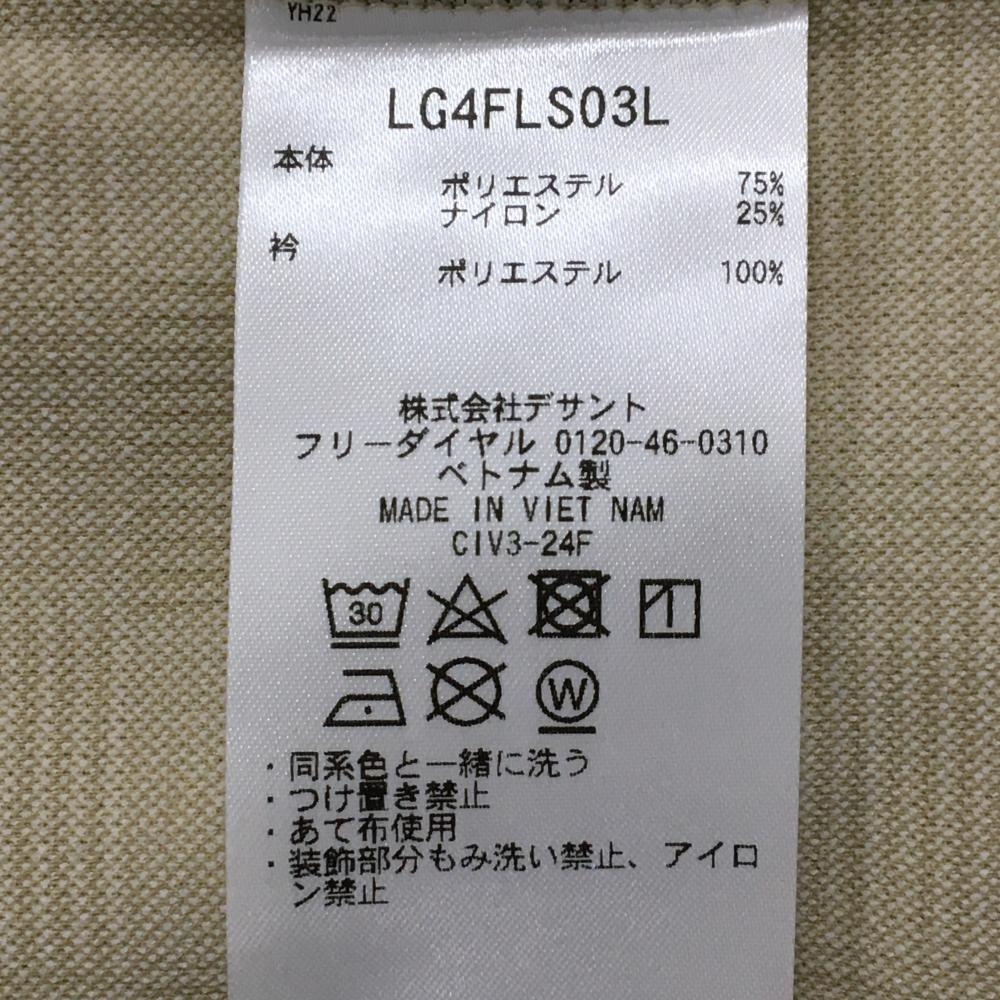 YH22
LG4FLS03L
本体
ポリエステル 75%
ナイロン 25%
衿
ポリエステル 100%
株式会社デサント
フリーダイヤル 0120-46-0310
ベトナム製
MADE IN VIET NAM
CIV3-24F
30
W
・同系色と一緒に洗う
・つけ置き禁止
・あて布使用
・装飾部分もみ洗い禁止、アイロ
ン禁止